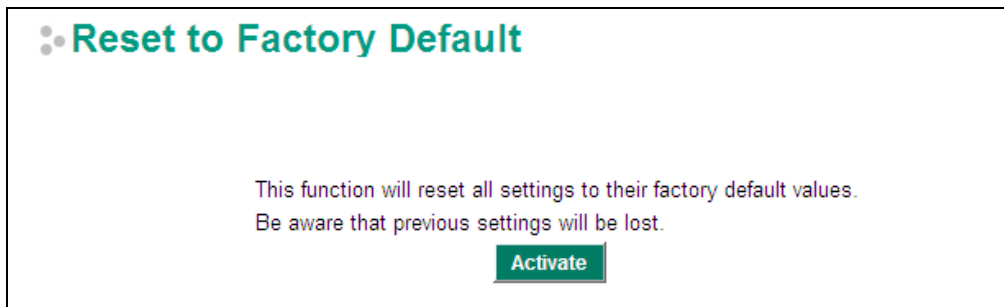 Reset to Factory Default
This function will reset all settings to their factory default values.
Be aware that previous settings will be lost.
Activate